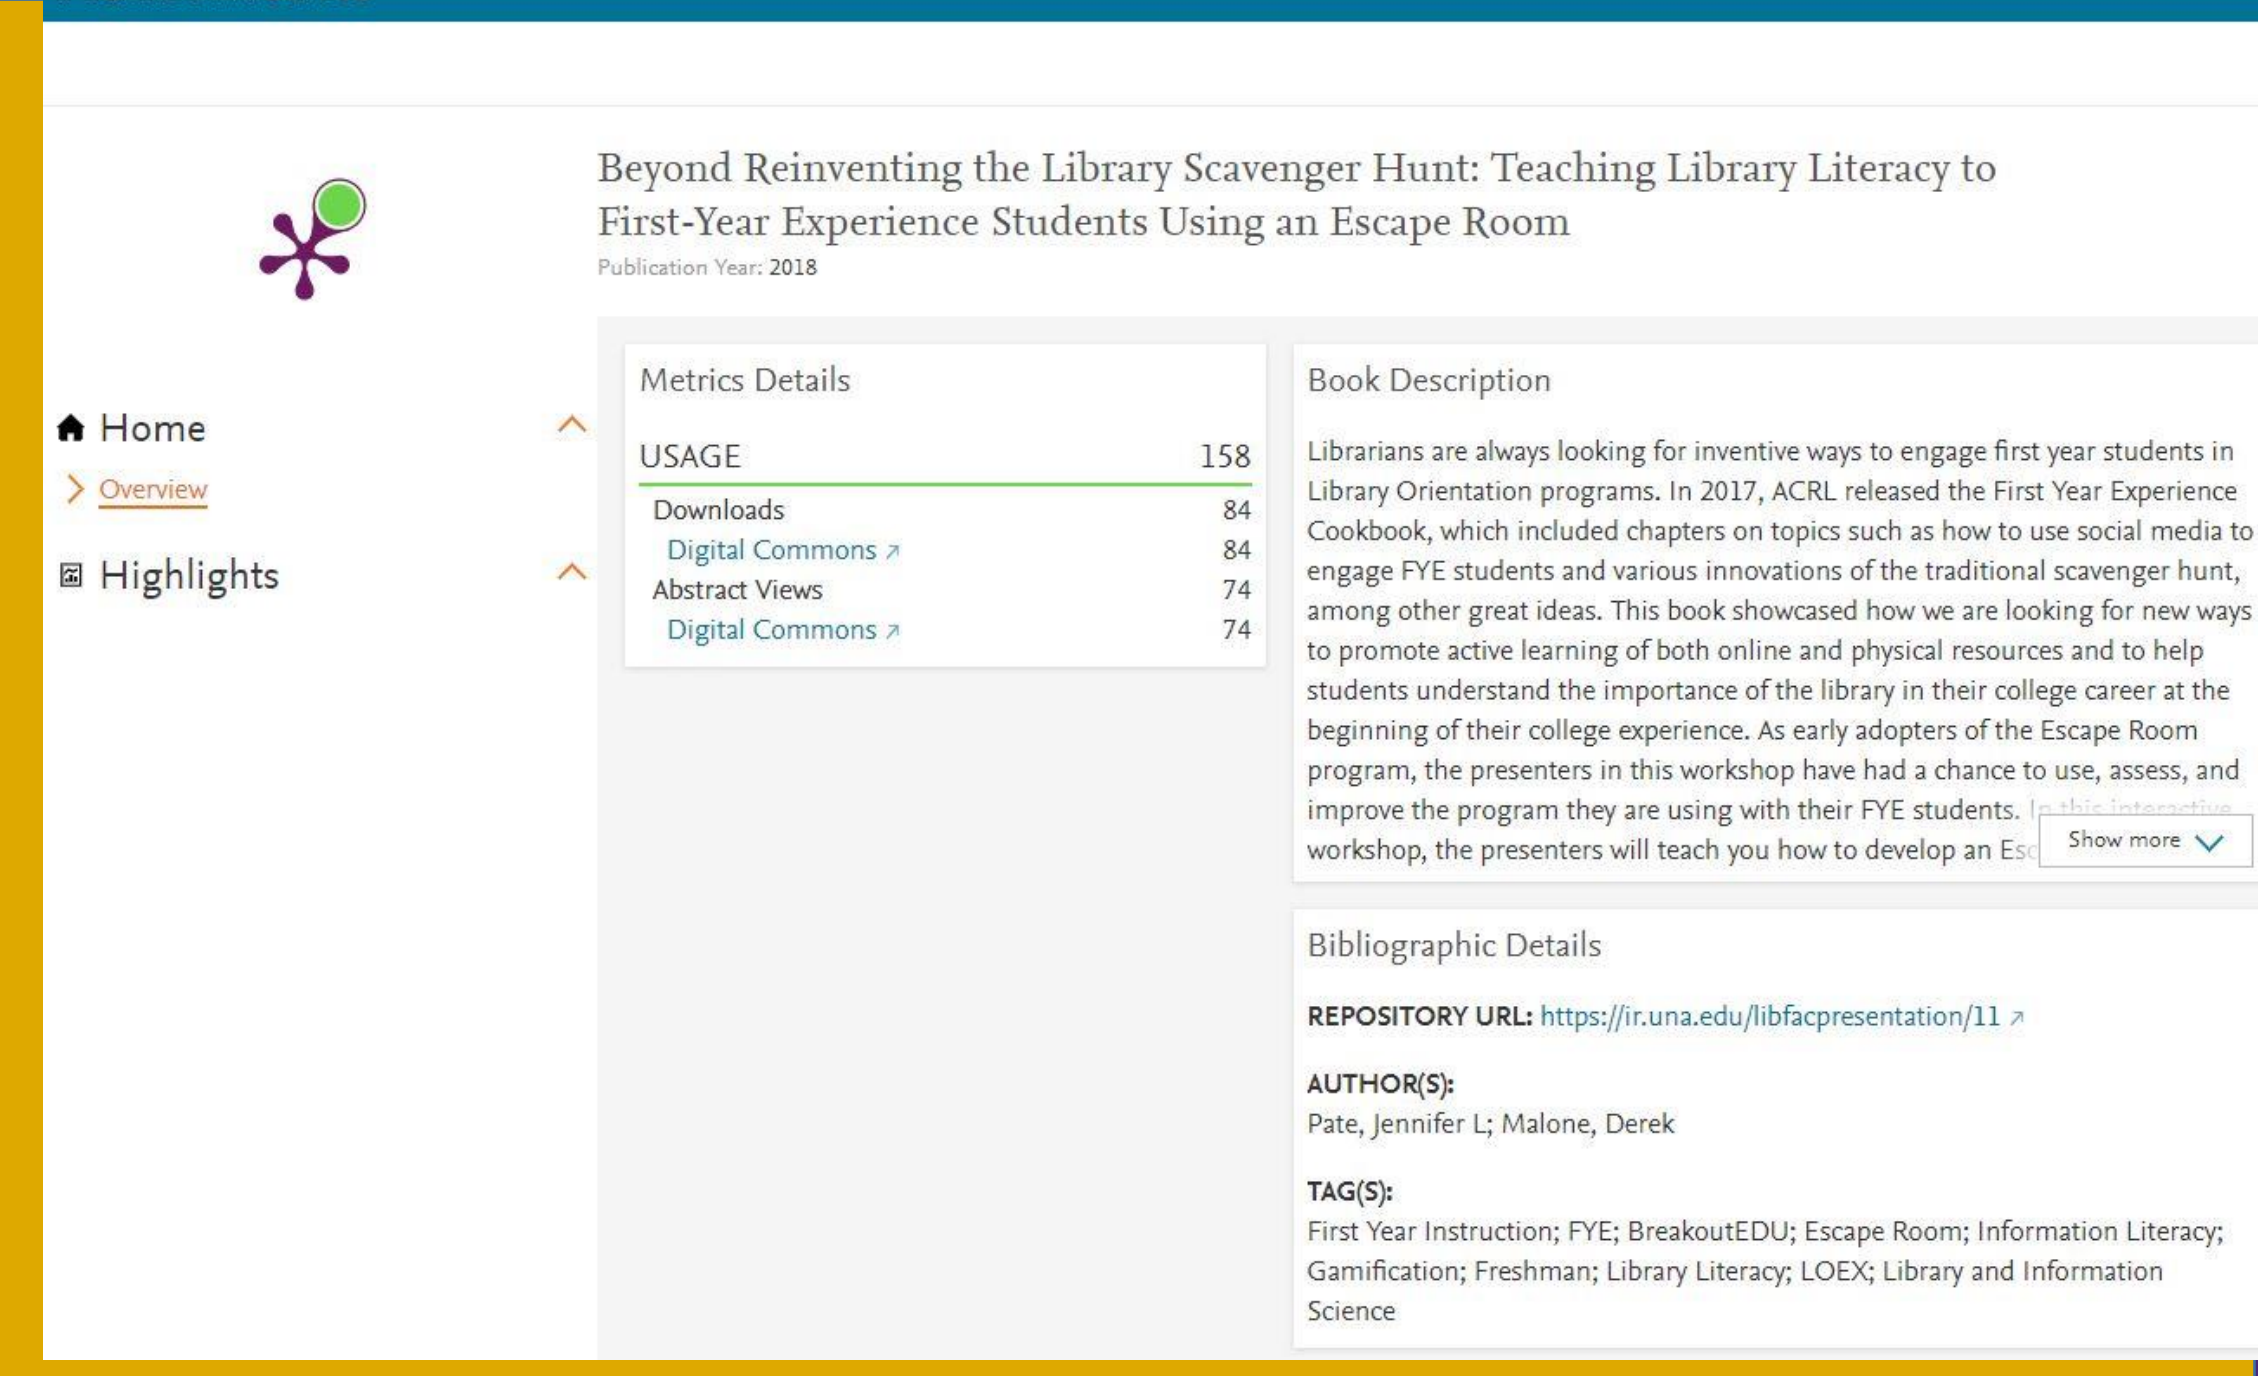 Beyond Reinventing the Library Scavenger Hunt: Teaching Library Literacy to
First-Year Experience Students Using an Escape Room
Publication Year: 2018
Home
Overview
Highlights
Metrics Details
USAGE 158
Downloads 84
Digital Commons 84
Abstract Views 74
Digital Commons 74
Book Description
Librarians are always looking for inventive ways to engage first year students in
Library Orientation programs. In 2017, ACRL released the First Year Experience
Cookbook, which included chapters on topics such as how to use social media to
engage FYE students and various innovations of the traditional scavenger hunt,
among other great ideas. This book showcased how we are looking for new ways
to promote active learning of both online and physical resources and to help
students understand the importance of the library in their college career at the
beginning of their college experience. As early adopters of the Escape Room
program, the presenters in this workshop have had a chance to use, assess, and
improve the program they are using with their FYE students. In this interactive
workshop, the presenters will teach you how to develop an Esc
Show more
Bibliographic Details
REPOSITORY URL: https://ir.una.edu/libfacpresentation/11
AUTHOR(S):
Pate, Jennifer L; Malone, Derek
TAG(S):
First Year Instruction; FYE; BreakoutEDU; Escape Room; Information Literacy;
Gamification; Freshman; Library Literacy; LOEX; Library and Information
Science